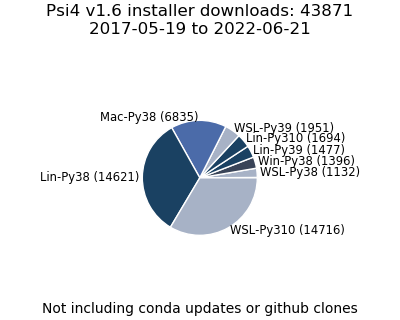 Psi4 v1.6 installer downloads: 43871
2017-05-19 to 2022-06-21
Mac-Py38 (6835)
WSL-Py39 (1951)
Lin-Py310 (1694)
Lin-Py39 (1477)
Win-Py38 (1396)
WSL-Py38 (1132)
Lin-Py38 (14621)
WSL-Py310 (14716)
Not including conda updates or github clones